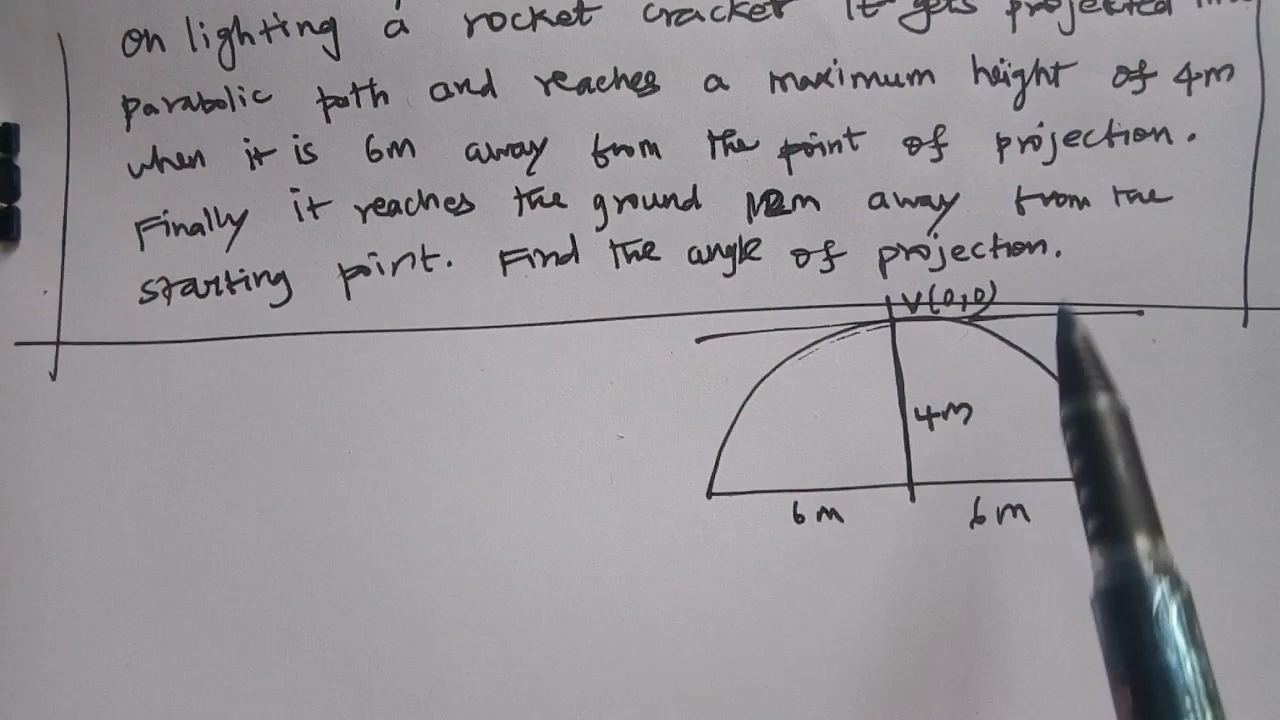 On lighting a rocket cracket it gets projected in a
parabolic path and reaches a maximum height of 4m
when it is 6m away from the point of projection.
Finally it reaches the ground 12m away from the
starting point. Find the angle of projection.
V(0,0)
4m
6m 6m